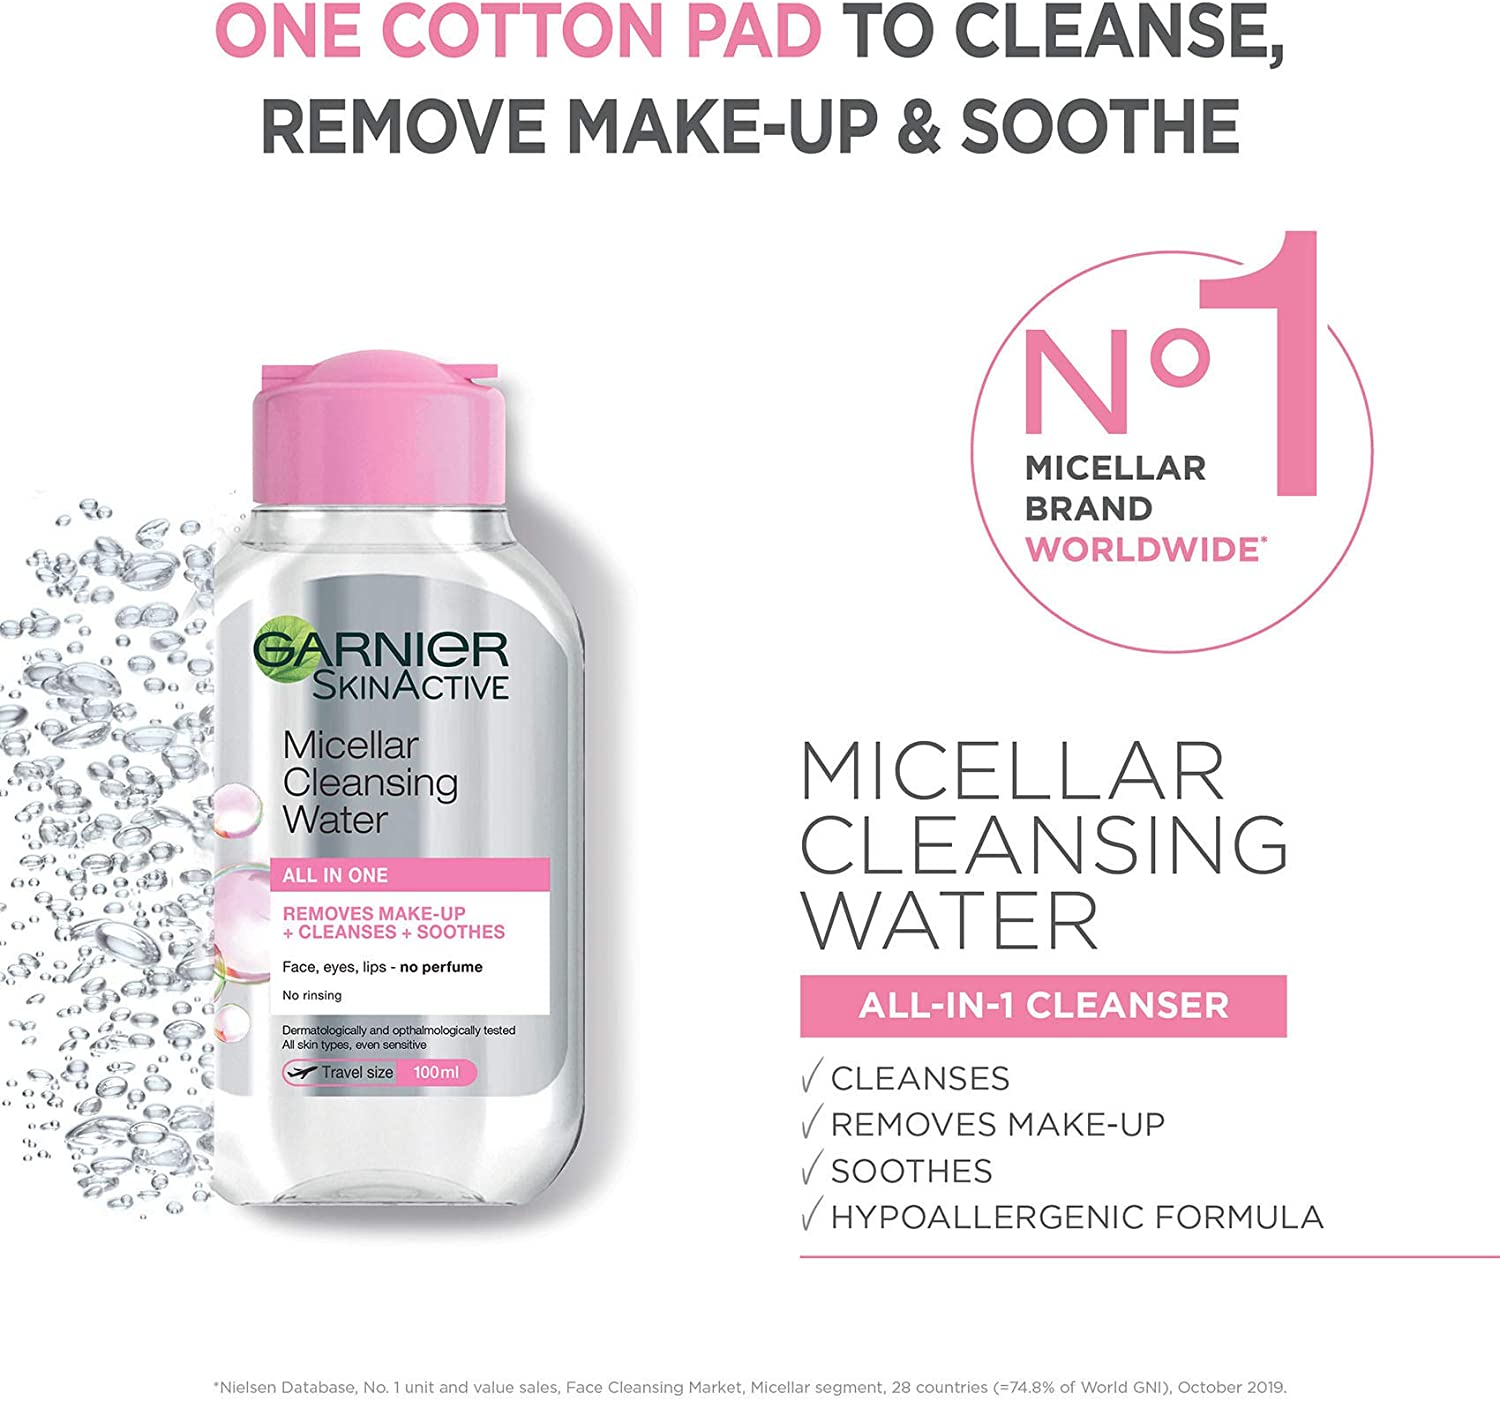 ONE COTTON PAD TO CLEANSE,
REMOVE MAKE-UP & SOOTHE
Nº1
MICELLAR
BRAND
WORLDWIDE*
GARNIER
SKINACTIVE
Micellar
Cleansing
Water
ALL IN ONE
REMOVES MAKE-UP
+ CLEANSES + SOOTHES
Face, eyes, lips - no perfume
No rinsing
Dermatologically and opthalmologically tested
All skin types, even sensitive
Travel size 100ml
MICELLAR
CLEANSING
WATER
ALL-IN-1 CLEANSER
✓ CLEANSES
✓ REMOVES MAKE-UP
✓ SOOTHES
✓ HYPOALLERGENIC FORMULA
*Nielsen Database, No. 1 unit and value sales, Face Cleansing Market, Micellar segment, 28 countries (=74.8% of World GNI), October 2019.